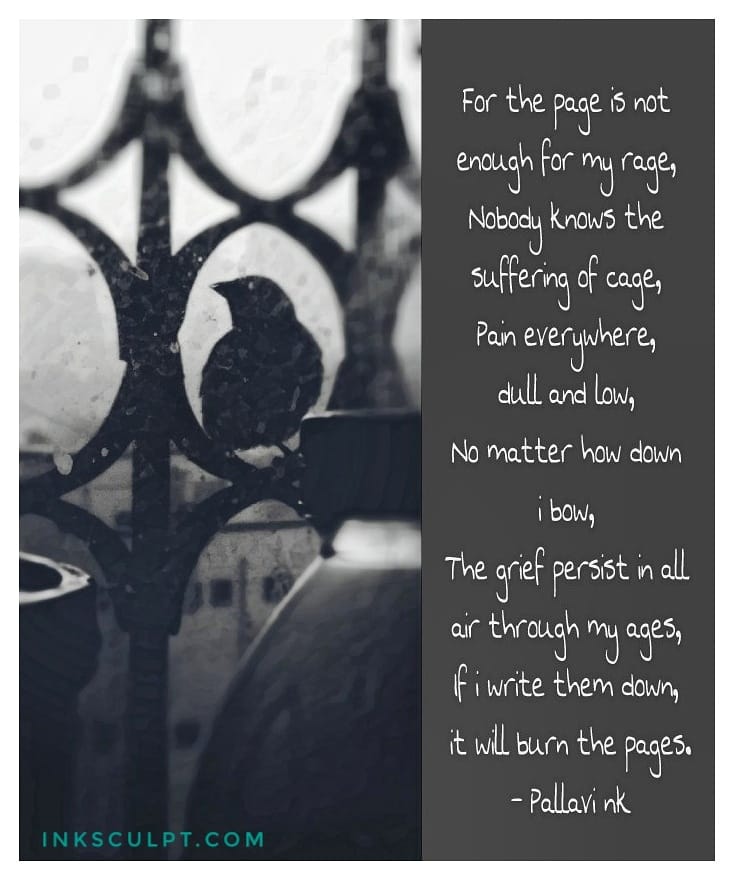 For the page is not
enough for my rage,
Nobody knows the
suffering of cage,
Pain everywhere,
dull and low,
No matter how down
i bow,
The grief persist in all
air through my ages,
If i write them down,
it will burn the pages.
- Pallavi nk
INKSCULPT.COM